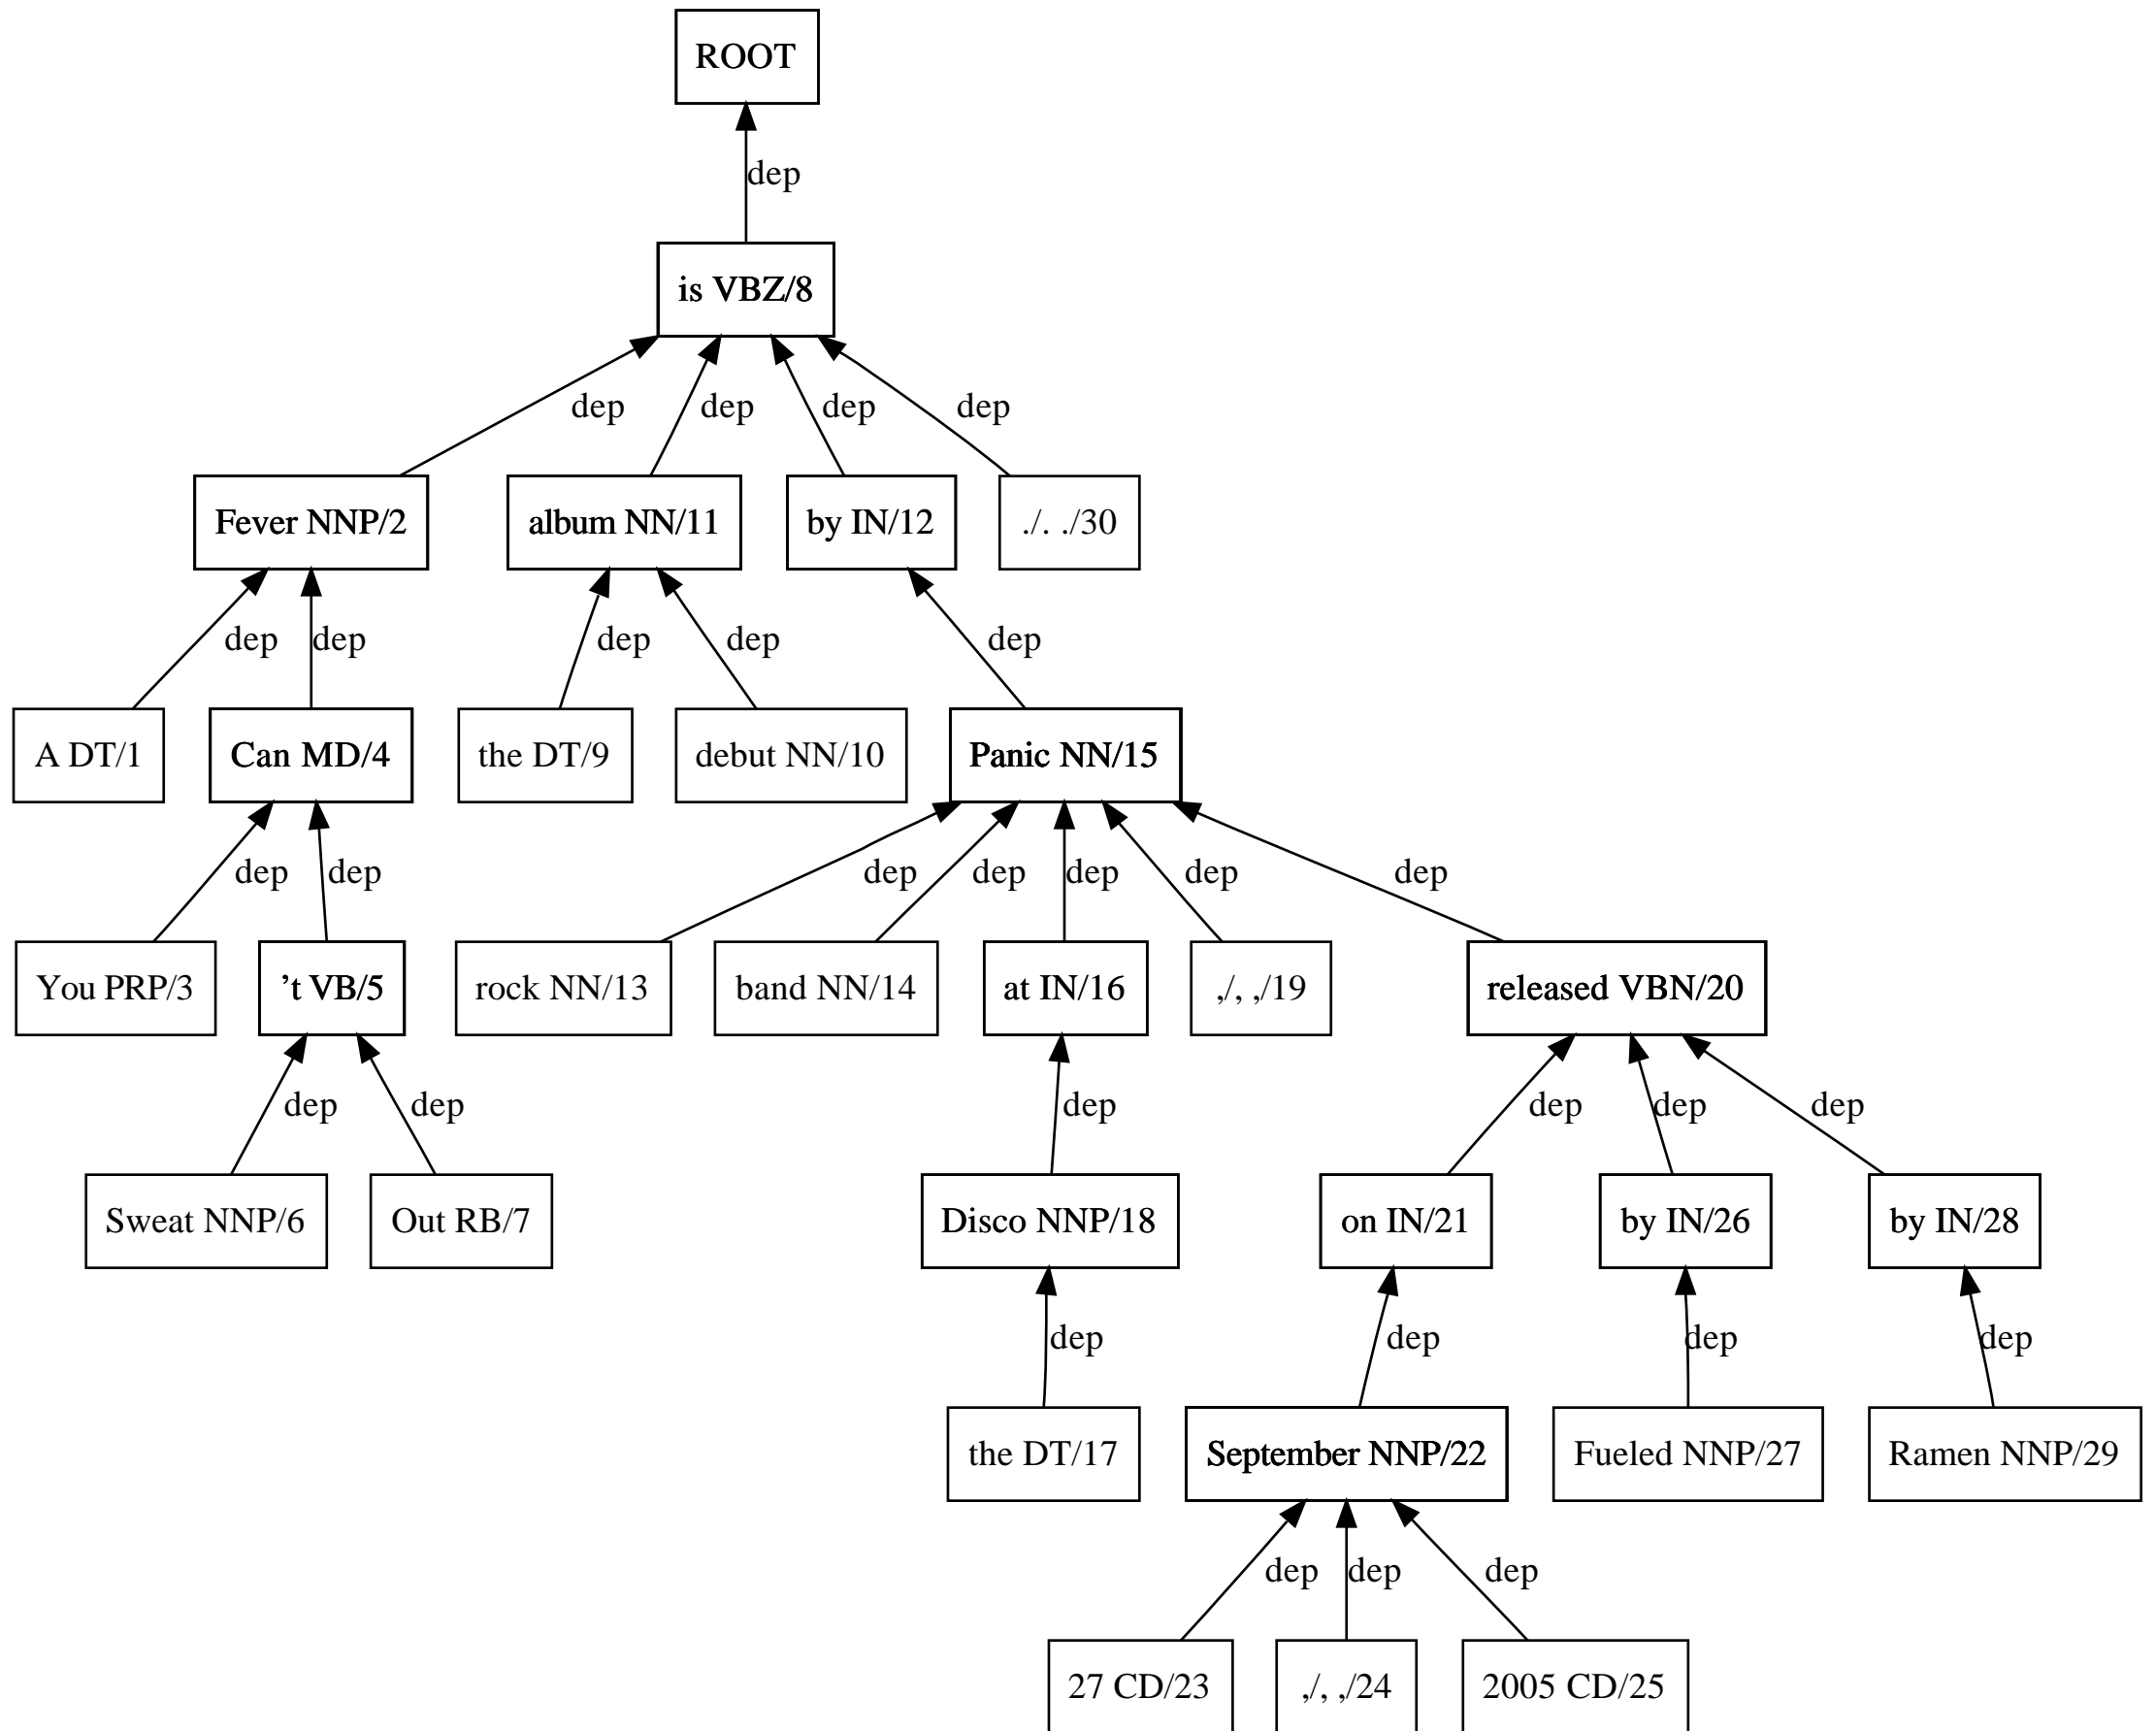 ROOT
dep
is VBZ/8
dep dep dep dep
Fever NNP/2 album NN/11 by IN/12 ./. ./30
dep dep dep dep dep
A DT/1 Can MD/4 the DT/9 debut NN/10 Panic NN/15
dep dep dep dep dep dep dep
You PRP/3 ’t VB/5 rock NN/13 band NN/14 at IN/16 ,/, ,/19 released VBN/20
dep dep dep dep dep dep
Sweat NNP/6 Out RB/7 Disco NNP/18 on IN/21 by IN/26 by IN/28
dep dep dep dep
the DT/17 September NNP/22 Fueled NNP/27 Ramen NNP/29
dep dep dep
27 CD/23 ,/, ,/24 2005 CD/25